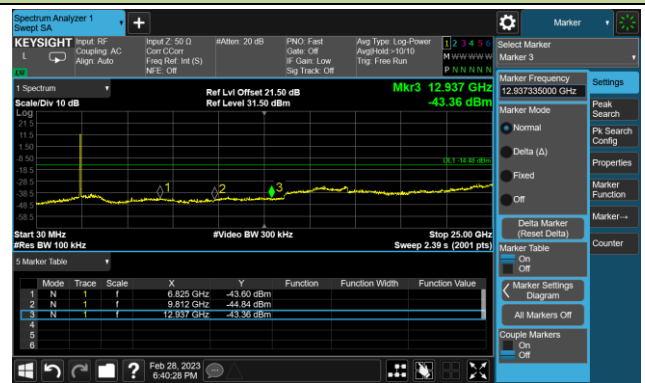 Spectrum Analyzer 1
Swept SA
Marker
KEYSIGHT
L
LU
Input: RF
Coupling: AC
Align: Auto
Input Z: 50 Ω
Corr CCorr
Freq Ref: Int (S)
NFE: Off
#Atten: 20 dB
PNO: Fast
Gate: Off
IF Gain: Low
Sig Track: Off
Avg Type: Log-Power
Avg|Hold:>10/10
Trig: Free Run
1 2 3 4 5 6
M W W W W W
P N N N N N
Select Marker
Marker 3
1 Spectrum
Scale/Div 10 dB
Ref Lvl Offset 21.50 dB
Ref Level 31.50 dBm
Mkr3 12.937 GHz
-43.36 dBm
Log
21.5
11.5
1.50
-8.50
-18.5
-28.5
-38.5
-48.5
-58.5
DL1 -14.48 dBm
1
2
3
Start 30 MHz
#Res BW 100 kHz
#Video BW 300 kHz
Stop 25.00 GHz
Sweep 2.39 s (2001 pts)
5 Marker Table
Mode Trace Scale X Y Function Function Width Function Value
1 N 1 f 6.825 GHz -43.60 dBm
2 N 1 f 9.812 GHz -44.84 dBm
3 N 1 f 12.937 GHz -43.36 dBm
4
5
6
Marker Frequency
12.937335000 GHz
Marker Mode
Normal
Delta (Δ)
Fixed
Off
Delta Marker
(Reset Delta)
Marker Table
On
Off
Marker Settings
Diagram
All Markers Off
Couple Markers
On
Off
Settings
Peak
Search
Pk Search
Config
Properties
Marker
Function
Marker→
Counter
?
Feb 28, 2023
6:40:28 PM